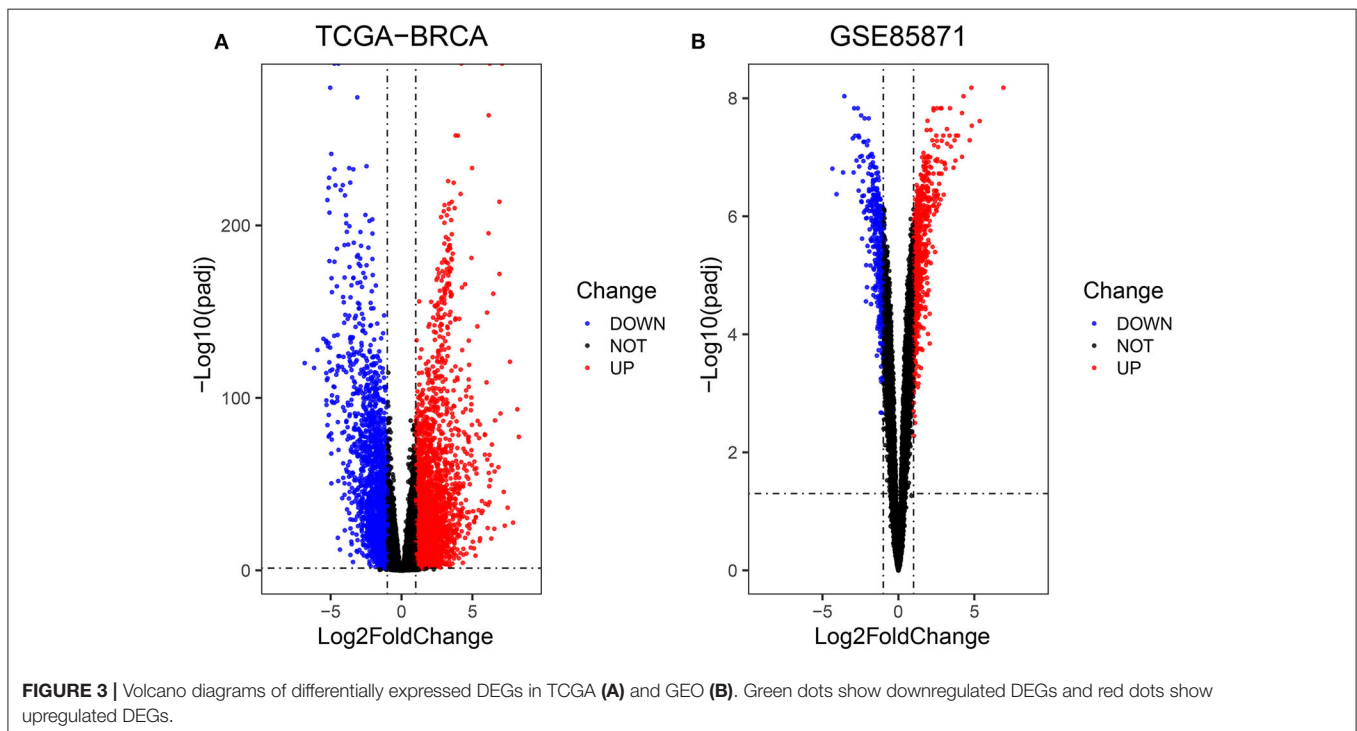 A
TCGA−BRCA
−Log10(padj)
200
100
0
−5
0
5
Log2FoldChange
Change
DOWN
NOT
UP
B
GSE85871
−Log10(padj)
8
6
4
2
0
−5
0
5
Log2FoldChange
Change
DOWN
NOT
UP
FIGURE 3 | Volcano diagrams of differentially expressed DEGs in TCGA (A) and GEO (B). Green dots show downregulated DEGs and red dots show
upregulated DEGs.